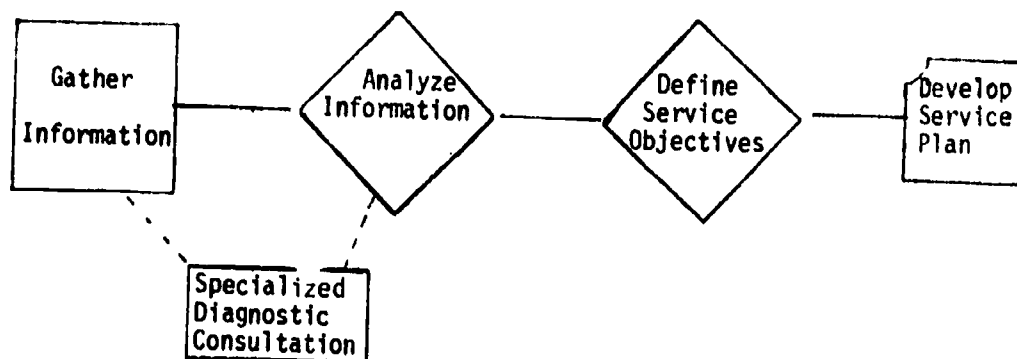 Gather
Information
Analyze
Information
Define
Service
Objectives
Develop
Service
Plan
Specialized
Diagnostic
Consultation